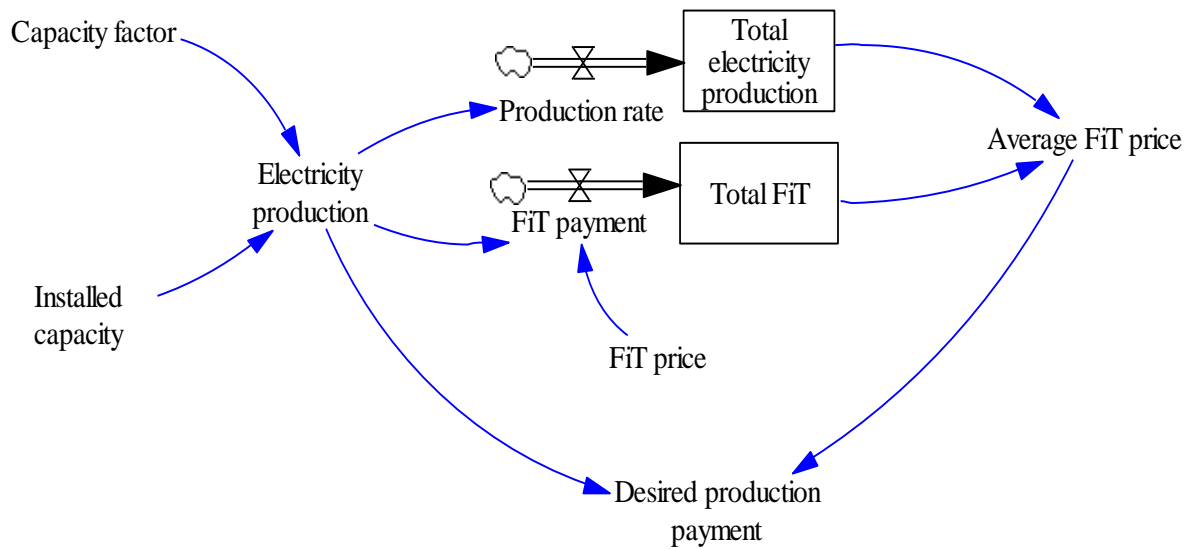 Capacity factor
Total
electricity
production
Production rate
Average FiT price
Electricity
production
Total FiT
FiT payment
Installed
capacity
FiT price
Desired production
payment